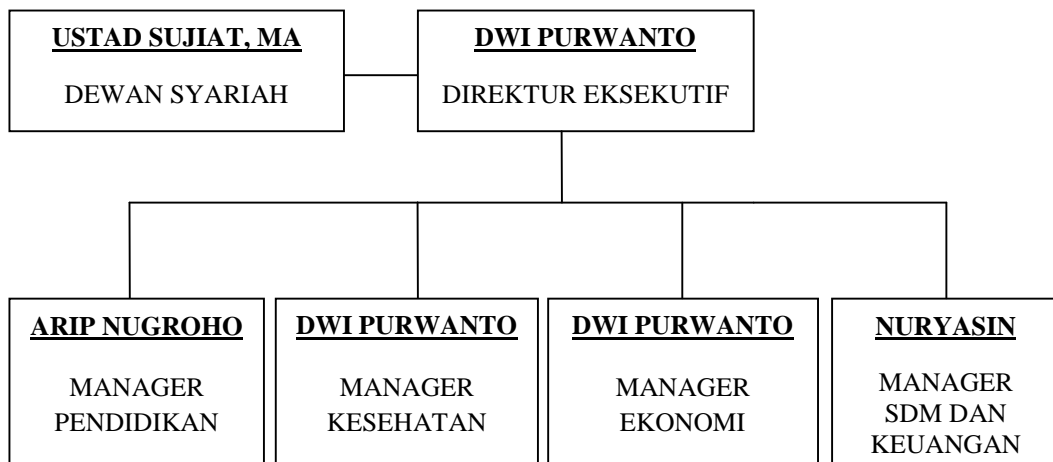 USTAD SUJIAT, MA
DEWAN SYARIAH
DWI PURWANTO
DIREKTUR EKSEKUTIF
ARIP NUGROHO
MANAGER
PENDIDIKAN
DWI PURWANTO
MANAGER
KESEHATAN
DWI PURWANTO
MANAGER
EKONOMI
NURYASIN
MANAGER
SDM DAN
KEUANGAN